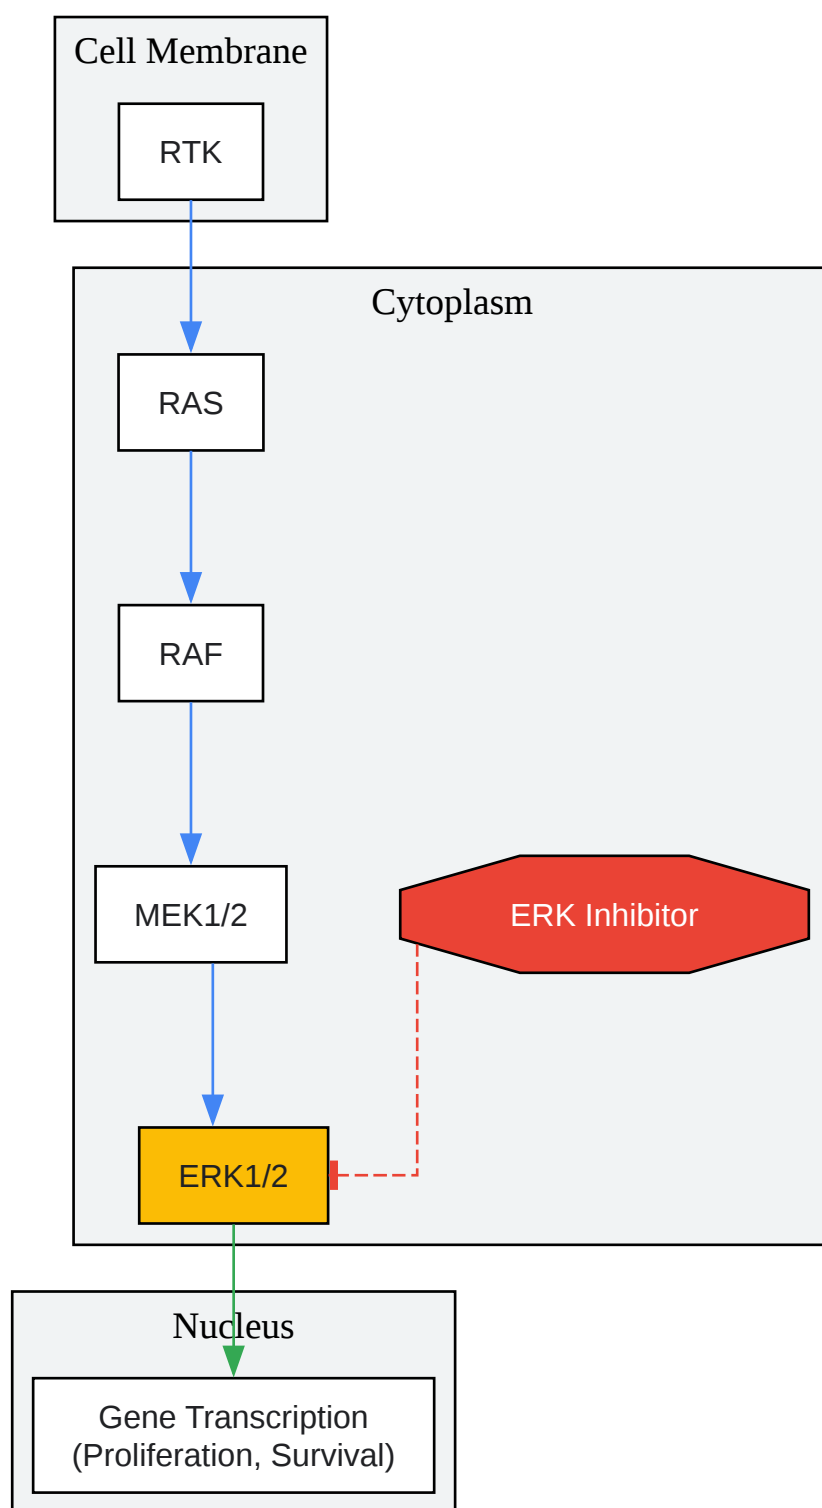 Cell Membrane
RTK
Cytoplasm
RAS
RAF
MEK1/2
ERK Inhibitor
ERK1/2
Nucleus
Gene Transcription
(Proliferation, Survival)